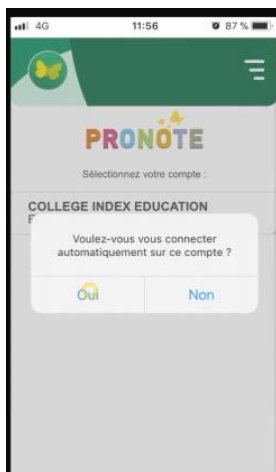 4G 11:56 87 %
PRONOTE
Sélectionnez votre compte :
COLLEGE INDEX EDUCATION
Voulez-vous vous connecter
automatiquement sur ce compte ?
Oui Non